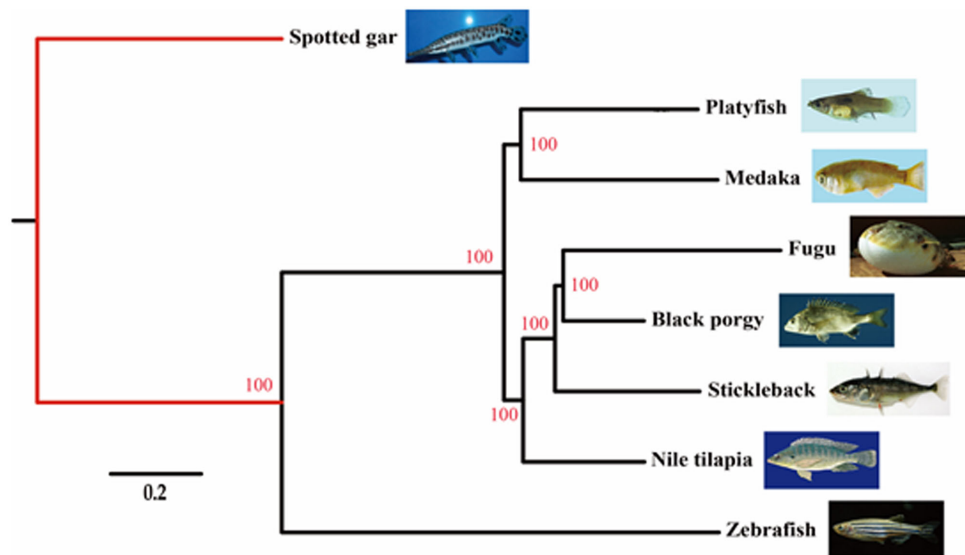 Spotted gar
Platyfish
100
Medaka
Fugu
100
100
Black porgy
100
Stickleback
100
100
Nile tilapia
0.2
Zebrafish